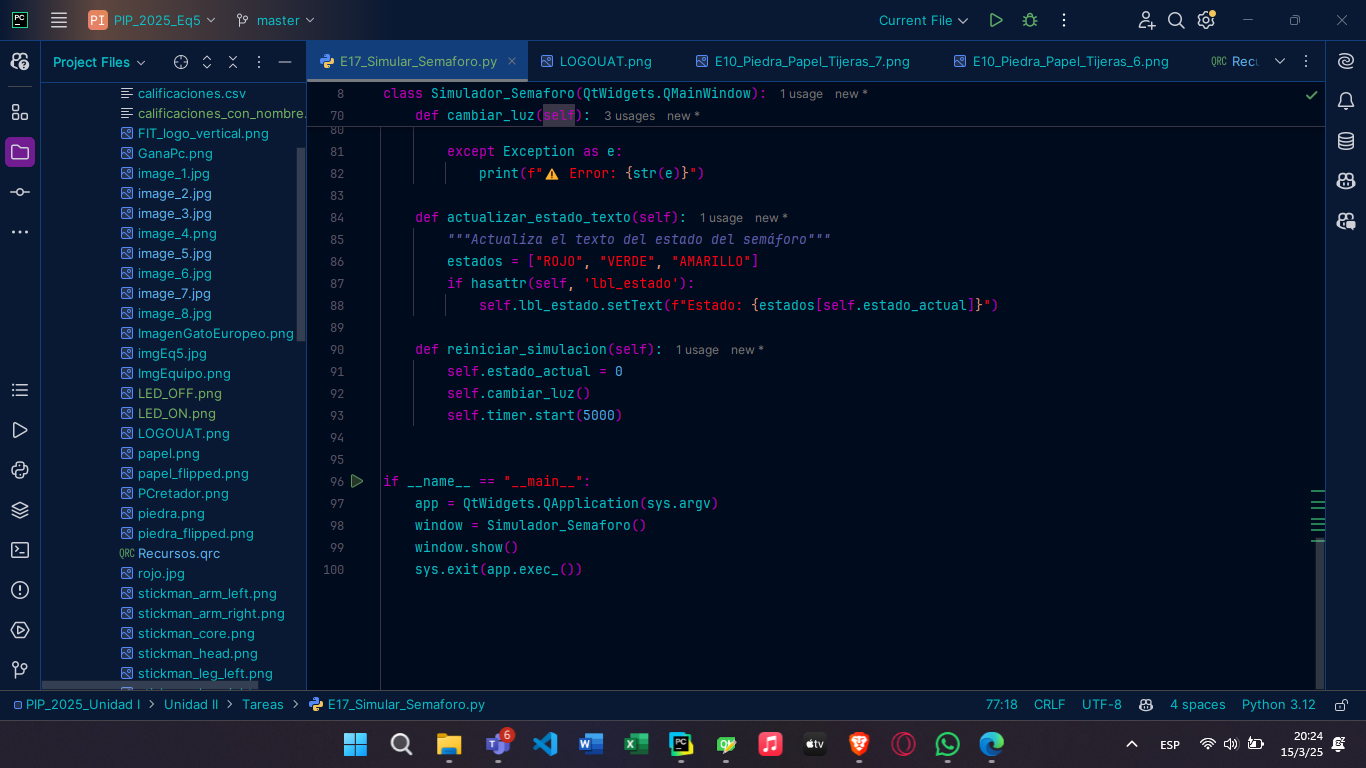 PC
PI PIP_2025_Eq5
master
Current File
Project Files
E17_Simular_Semaforo.py
LOGOUAT.png
E10_Piedra_Papel_Tijeras_7.png
E10_Piedra_Papel_Tijeras_6.png
QRC
calificaciones.csv
calificaciones_con_nombre.
FIT_logo_vertical.png
GanaPc.png
image_1.jpg
image_2.jpg
image_3.jpg
image_4.png
image_5.jpg
image_6.jpg
image_7.jpg
image_8.jpg
ImagenGatoEuropeo.png
imgEq5.jpg
ImgEquipo.png
LED_OFF.png
LED_ON.png
LOGOUAT.png
papel.png
papel_flipped.png
PCretador.png
piedra.png
piedra_flipped.png
QRC Recursos.qrc
rojo.jpg
stickman_arm_left.png
stickman_arm_right.png
stickman_core.png
stickman_head.png
stickman_leg_left.png
8 class Simulador_Semaforo(QtWidgets.QMainWindow): 1 usage new *
70 def cambiar_luz(self): 3 usages new *
80
81 except Exception as e:
82 print(f"⚠️ Error: {str(e)}")
83
84 def actualizar_estado_texto(self): 1 usage new *
85 """Actualiza el texto del estado del semáforo"""
86 estados = ["ROJO", "VERDE", "AMARILLO"]
87 if hasattr(self, 'lbl_estado'):
88 self.lbl_estado.setText(f"Estado: {estados[self.estado_actual]}")
89
90 def reiniciar_simulacion(self): 1 usage new *
91 self.estado_actual = 0
92 self.cambiar_luz()
93 self.timer.start(5000)
94
95
96 if __name__ == "__main__":
97 app = QtWidgets.QApplication(sys.argv)
98 window = Simulador_Semaforo()
99 window.show()
100 sys.exit(app.exec_())
PIP_2025_Unidad I > Unidad II > Tareas > E17_Simular_Semaforo.py
77:18 CRLF UTF-8 4 spaces Python 3.12
6
PC
tv
ESP
20:24
15/3/25